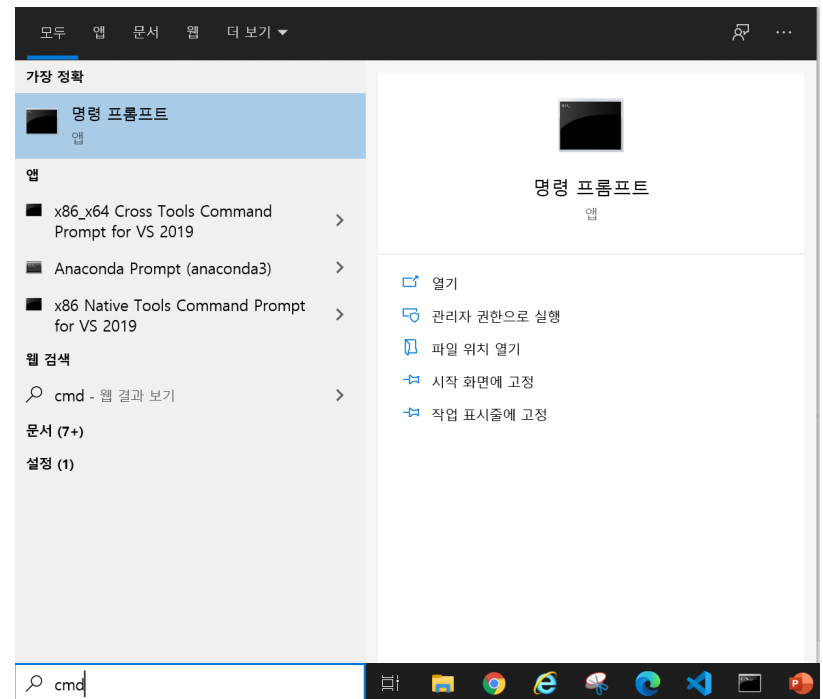 모두 앱 문서 웹 더 보기
가장 정확
명령 프롬프트
앱
앱
x86_x64 Cross Tools Command
Prompt for VS 2019
Anaconda Prompt (anaconda3)
x86 Native Tools Command Prompt
for VS 2019
웹 검색
cmd - 웹 결과 보기
문서 (7+)
설정 (1)
명령 프롬프트
앱
열기
관리자 권한으로 실행
파일 위치 열기
시작 화면에 고정
작업 표시줄에 고정
cmd